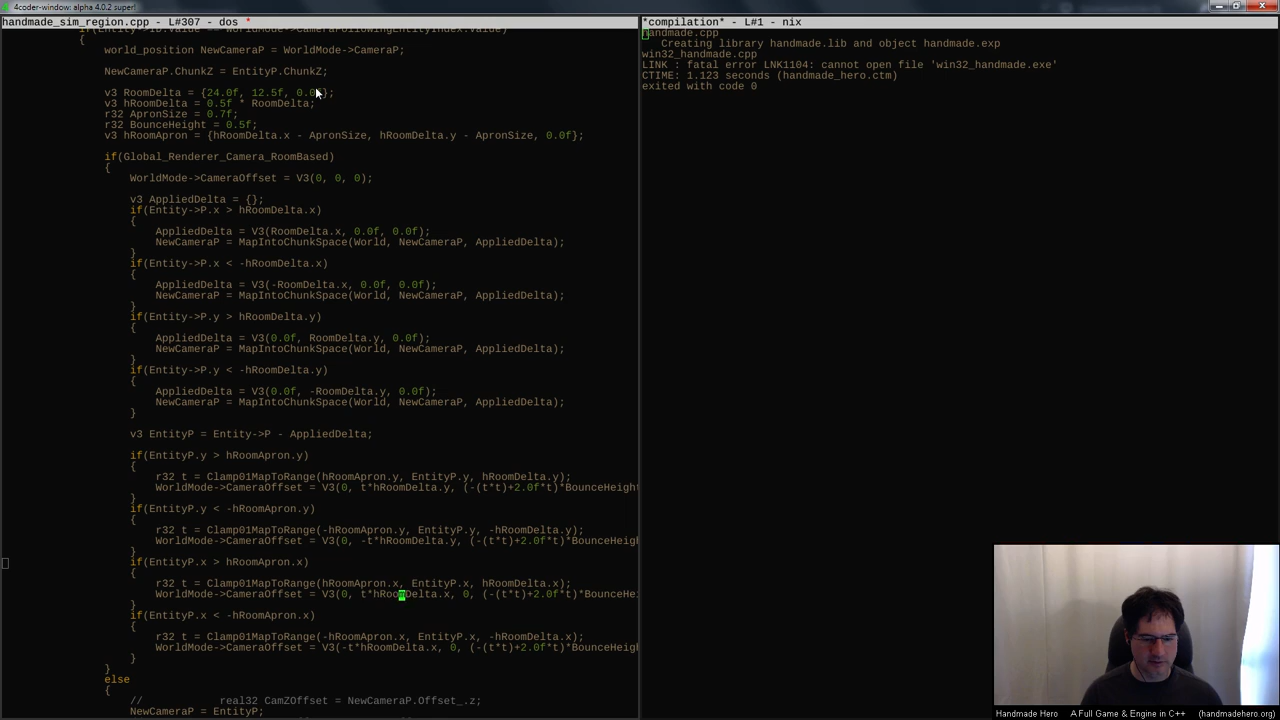 4coder-window: alpha 4.0.2 super!
handmade_sim_region.cpp - L#307 - dos *
if(Entity->ID.Value == WorldMode->CameraFollowingEntityIndex.Value)
{
world_position NewCameraP = WorldMode->CameraP;
NewCameraP.ChunkZ = EntityP.ChunkZ;
v3 RoomDelta = {24.0f, 12.5f, 0.0f};
v3 hRoomDelta = 0.5f * RoomDelta;
r32 ApronSize = 0.7f;
r32 BounceHeight = 0.5f;
v3 hRoomApron = {hRoomDelta.x - ApronSize, hRoomDelta.y - ApronSize, 0.0f};
if(Global_Renderer_Camera_RoomBased)
{
WorldMode->CameraOffset = V3(0, 0, 0);
v3 AppliedDelta = {};
if(Entity->P.x > hRoomDelta.x)
{
AppliedDelta = V3(RoomDelta.x, 0.0f, 0.0f);
NewCameraP = MapIntoChunkSpace(World, NewCameraP, AppliedDelta);
}
if(Entity->P.x < -hRoomDelta.x)
{
AppliedDelta = V3(-RoomDelta.x, 0.0f, 0.0f);
NewCameraP = MapIntoChunkSpace(World, NewCameraP, AppliedDelta);
}
if(Entity->P.y > hRoomDelta.y)
{
AppliedDelta = V3(0.0f, RoomDelta.y, 0.0f);
NewCameraP = MapIntoChunkSpace(World, NewCameraP, AppliedDelta);
}
if(Entity->P.y < -hRoomDelta.y)
{
AppliedDelta = V3(0.0f, -RoomDelta.y, 0.0f);
NewCameraP = MapIntoChunkSpace(World, NewCameraP, AppliedDelta);
}
v3 EntityP = Entity->P - AppliedDelta;
if(EntityP.y > hRoomApron.y)
{
r32 t = Clamp01MapToRange(hRoomApron.y, EntityP.y, hRoomDelta.y);
WorldMode->CameraOffset = V3(0, t*hRoomDelta.y, (-(t*t)+2.0f*t)*BounceHeight
}
if(EntityP.y < -hRoomApron.y)
{
r32 t = Clamp01MapToRange(-hRoomApron.y, EntityP.y, -hRoomDelta.y);
WorldMode->CameraOffset = V3(0, -t*hRoomDelta.y, (-(t*t)+2.0f*t)*BounceHeigh
}
if(EntityP.x > hRoomApron.x)
{
r32 t = Clamp01MapToRange(hRoomApron.x, EntityP.x, hRoomDelta.x);
WorldMode->CameraOffset = V3(0, t*hRoomDelta.x, 0, (-(t*t)+2.0f*t)*BounceHei
}
if(EntityP.x < -hRoomApron.x)
{
r32 t = Clamp01MapToRange(-hRoomApron.x, EntityP.x, -hRoomDelta.x);
WorldMode->CameraOffset = V3(-t*hRoomDelta.x, 0, (-(t*t)+2.0f*t)*BounceHeigh
}
}
else
{
// real32 CamZOffset = NewCameraP.Offset_.z;
NewCameraP = EntityP;
*compilation* - L#1 - nix
handmade.cpp
Creating library handmade.lib and object handmade.exp
win32_handmade.cpp
LINK : fatal error LNK1104: cannot open file 'win32_handmade.exe'
CTIME: 1.123 seconds (handmade_hero.ctm)
exited with code 0
Handmade Hero A Full Game & Engine in C++ (handmadehero.org)